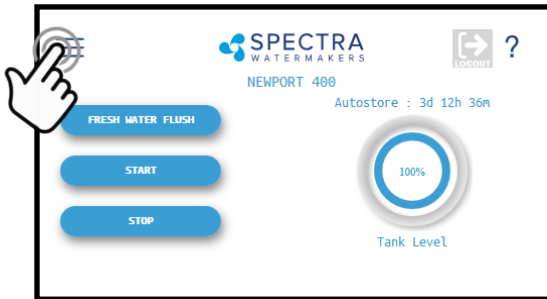 SPECTRA
WATERMAKERS
LOGOUT
?
NEWPORT 400
Autostore : 3d 12h 36m
FRESH WATER FLUSH
START
STOP
100%
Tank Level